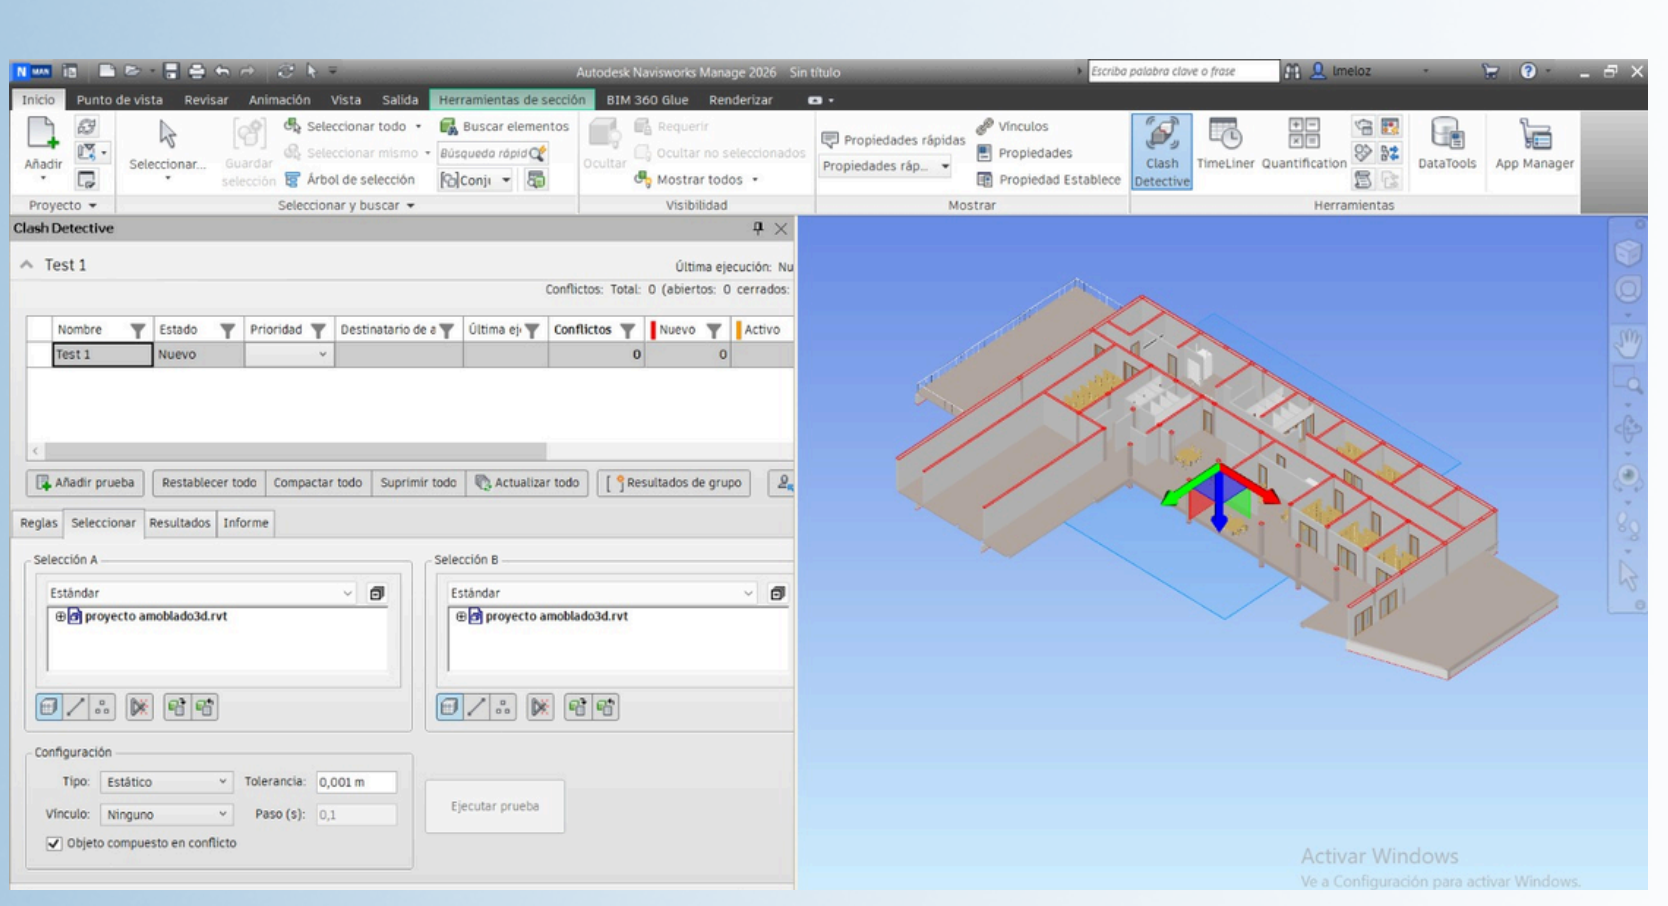 N MAN
Autodesk Navisworks Manage 2026 Sin título
Escriba palabra clave o frase
lmeloz
Inicio Punto de vista Revisar Animación Vista Salida Herramientas de sección BIM 360 Glue Renderizar
Añadir
Proyecto
Seleccionar...
Guardar
selección
Seleccionar todo
Seleccionar mismo
Árbol de selección
Buscar elementos
Búsqueda rápid
Conji
Seleccionar y buscar
Ocultar
Requerir
Ocultar no seleccionados
Mostrar todos
Visibilidad
Propiedades rápidas
Propiedades ráp...
Vínculos
Propiedades
Propiedad Establece
Mostrar
Clash
Detective
TimeLiner
Quantification
DataTools
App Manager
Herramientas
Clash Detective
Test 1
Última ejecución: Nu
Conflictos: Total: 0 (abiertos: 0 cerrados:
Nombre Estado Prioridad Destinatario de a Última ej Conflictos Nuevo Activo
Test 1 Nuevo 0 0
Añadir prueba Restablecer todo Compactar todo Suprimir todo Actualizar todo Resultados de grupo
Reglas Seleccionar Resultados Informe
Selección A
Estándar
proyecto amoblado3d.rvt
Selección B
Estándar
proyecto amoblado3d.rvt
Configuración
Tipo: Estático Tolerancia: 0,001 m
Vínculo: Ninguno Paso (s): 0,1
Objeto compuesto en conflicto
Ejecutar prueba
Activar Windows
Ve a Configuración para activar Windows.